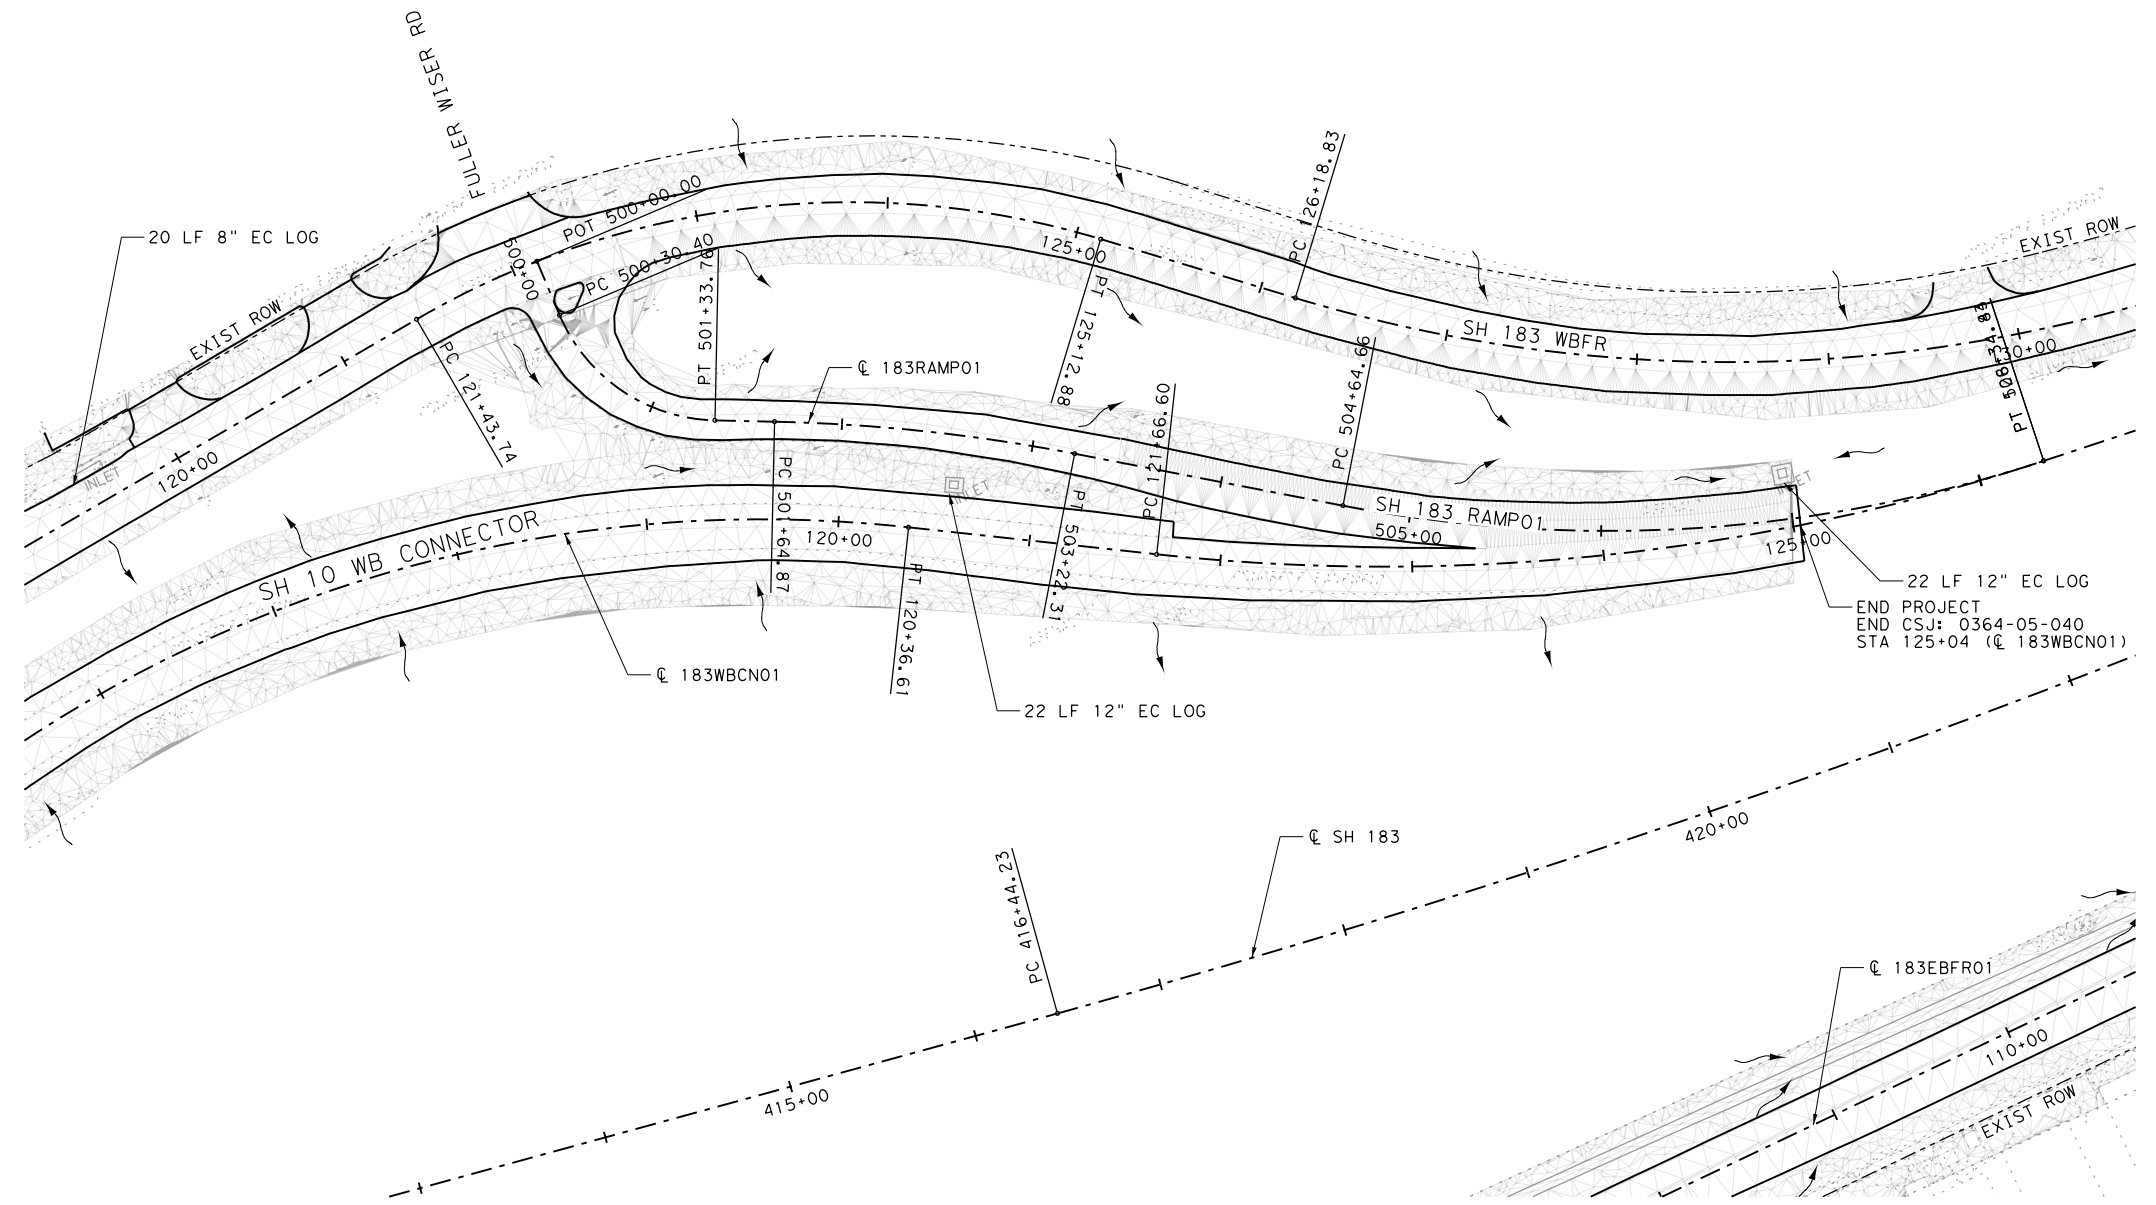 FULLER WISER RD
20 LF 8" EC LOG
EXIST ROW
POT 500+00.00
500+00
PC 500+30.40
PT 501+33.76
PC 121+43.74
INLET
120+00
125+00
PT 125+12.88
PC 126+18.83
SH 183 WBFR
EXIST ROW
130+00
℄ 183RAMP01
PC 121+66.60
PC 504+64.66
SH 183 RAMP01
505+00
SH 10 WB CONNECTOR
PC 501+64.87
120+00
INLET
PT 503+22.31
PT 120+36.61
INLET
125+00
22 LF 12" EC LOG
END PROJECT
END CSJ: 0364-05-040
STA 125+04 (℄ 183WBCN01)
℄ 183WBCN01
22 LF 12" EC LOG
PC 416+44.23
℄ SH 183
420+00
415+00
℄ 183EBFR01
110+00
EXIST ROW